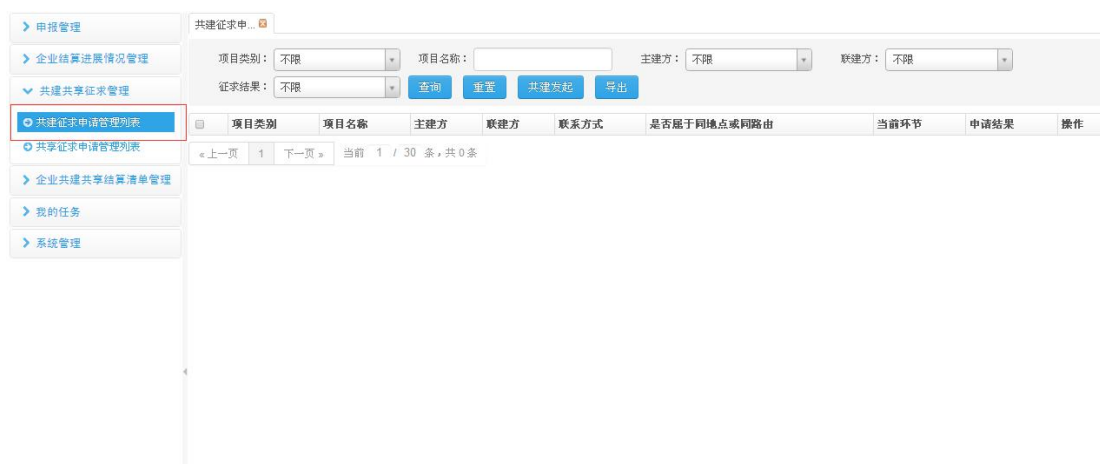 申报管理
企业结算进展情况管理
共建共享征求管理
共建征求申请管理列表
共享征求申请管理列表
企业共建共享结算清单管理
我的任务
系统管理
共建征求申...
项目类别： 不限 项目名称： 主建方： 不限 联建方： 不限
征求结果： 不限 查询 重置 共建发起 导出
项目类别 项目名称 主建方 联建方 联系方式 是否属于同地点或同路由 当前环节 申请结果 操作
« 上一页 1 下一页 » 当前 1 / 30 条，共 0 条